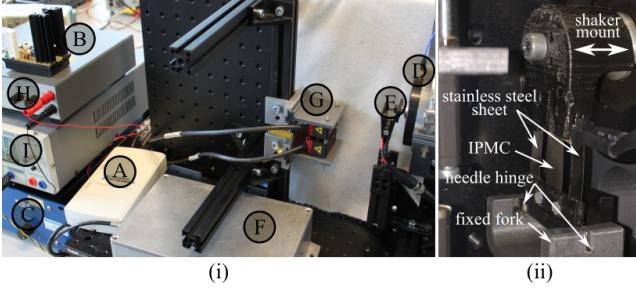 B
H
I
A
C
G
D
E
F
(i)
shaker
mount
stainless steel
sheet
IPMC
needle hinge
fixed fork
(ii)